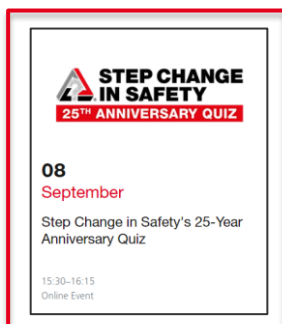 STEP CHANGE
IN SAFETY
25TH ANNIVERSARY QUIZ
08
September
Step Change in Safety's 25-Year
Anniversary Quiz
15:30–16:15
Online Event